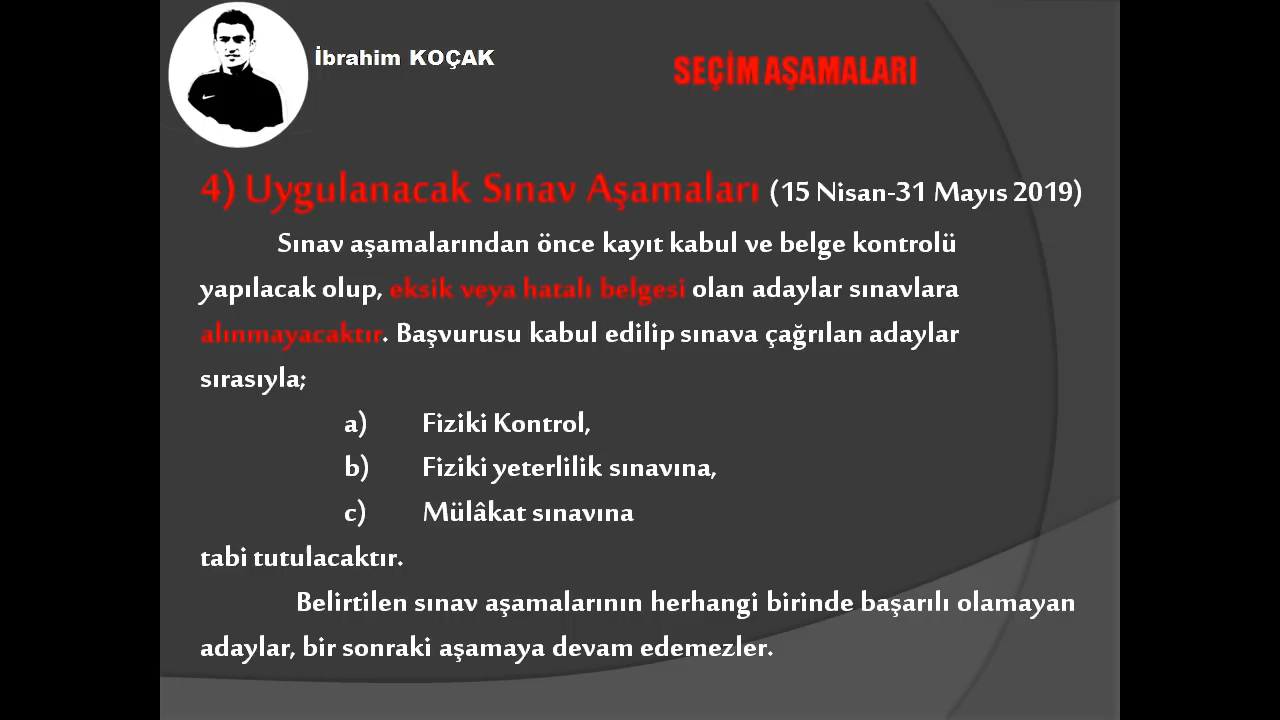 İbrahim KOÇAK
SEÇİM AŞAMALARI
4) Uygulanacak Sınav Aşamaları (15 Nisan-31 Mayıs 2019)
Sınav aşamalarından önce kayıt kabul ve belge kontrolü
yapılacak olup, eksik veya hatalı belgesi olan adaylar sınavlara
alınmayacaktır. Başvurusu kabul edilip sınava çağrılan adaylar
sırasıyla;
a) Fiziki Kontrol,
b) Fiziki yeterlilik sınavına,
c) Mülâkat sınavına
tabi tutulacaktır.
Belirtilen sınav aşamalarının herhangi birinde başarılı olamayan
adaylar, bir sonraki aşamaya devam edemezler.